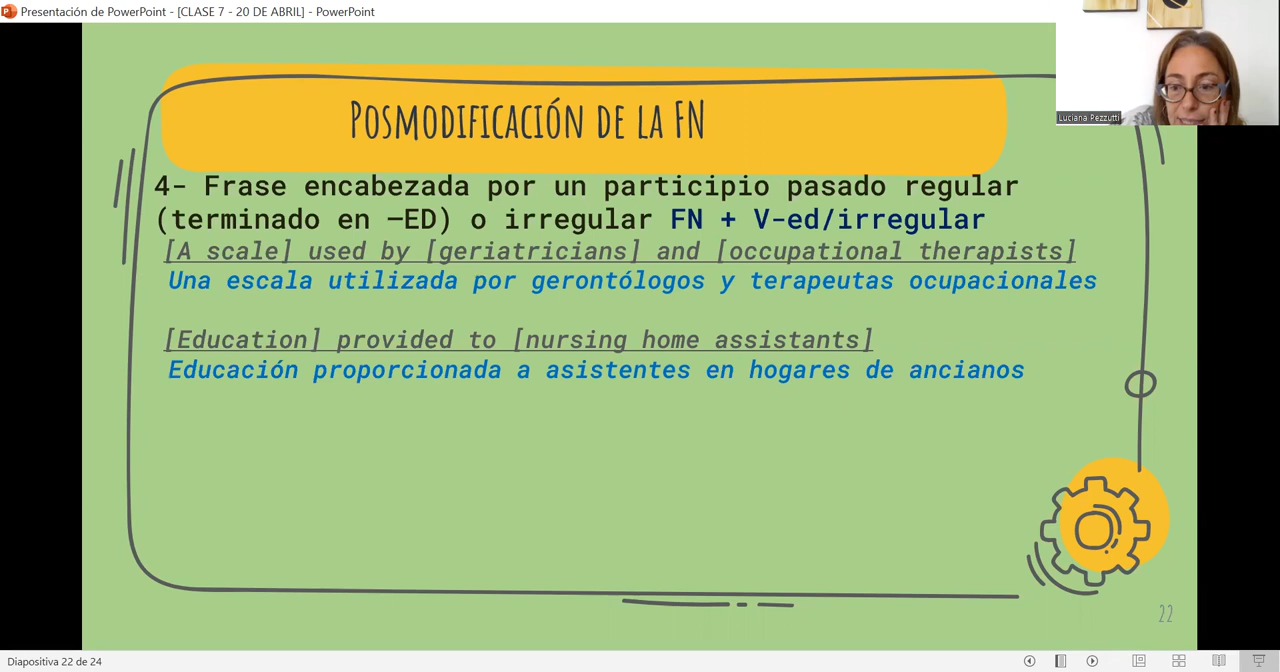 Presentación de PowerPoint - [CLASE 7 - 20 DE ABRIL] - PowerPoint
Luciana Pezzutti
POSMODIFICACIÓN DE LA FN
4- Frase encabezada por un participio pasado regular
(terminado en –ED) o irregular FN + V-ed/irregular
[A scale] used by [geriatricians] and [occupational therapists]
Una escala utilizada por gerontólogos y terapeutas ocupacionales
[Education] provided to [nursing home assistants]
Educación proporcionada a asistentes en hogares de ancianos
22
Diapositiva 22 de 24